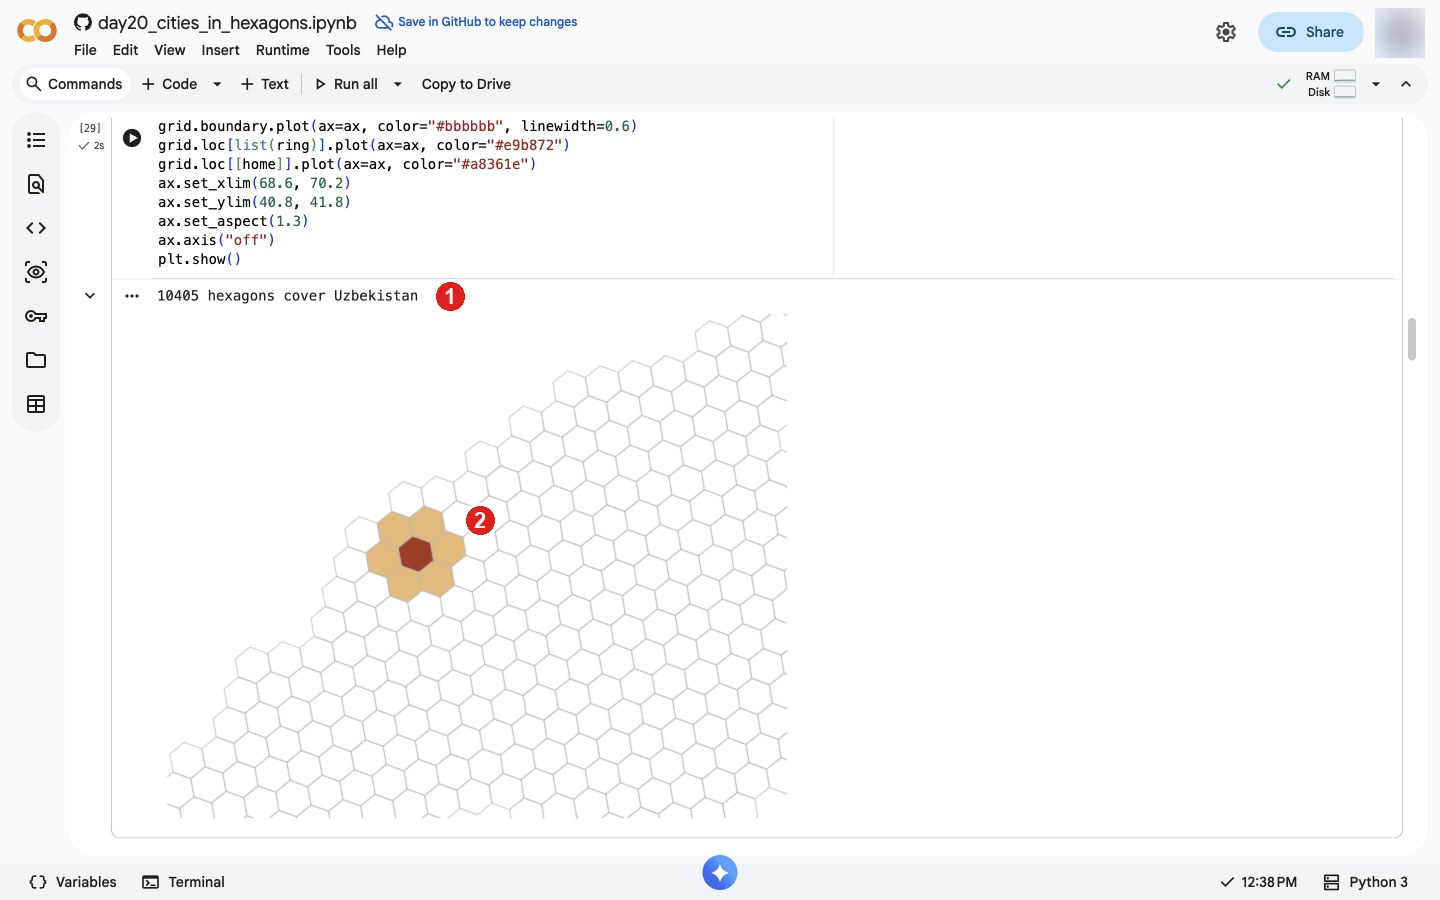 day20_cities_in_hexagons.ipynb
Save in GitHub to keep changes
Share
File Edit View Insert Runtime Tools Help
Commands + Code + Text Run all Copy to Drive
RAM
Disk
[29]
2s
grid.boundary.plot(ax=ax, color="#bbbbbb", linewidth=0.6)
grid.loc[list(ring)].plot(ax=ax, color="#e9b872")
grid.loc[[home]].plot(ax=ax, color="#a8361e")
ax.set_xlim(68.6, 70.2)
ax.set_ylim(40.8, 41.8)
ax.set_aspect(1.3)
ax.axis("off")
plt.show()
10405 hexagons cover Uzbekistan
1
2
Variables Terminal 12:38 PM Python 3